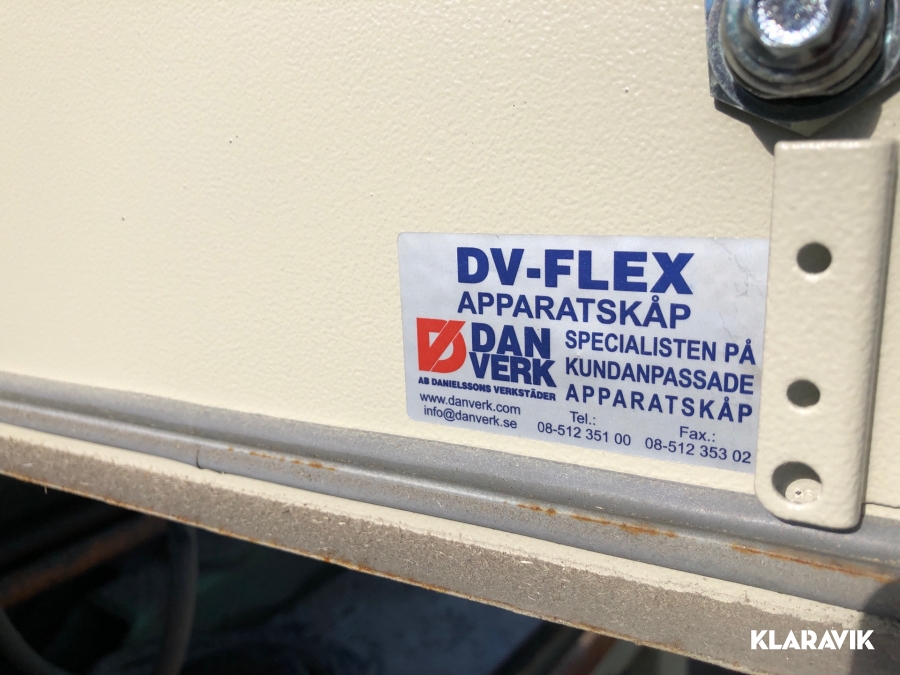 DV-FLEX
APPARATSKÅP
DAN
VERK
AB DANIELSSONS VERKSTÄDER
SPECIALISTEN PÅ
KUNDANPASSADE
APPARATSKÅP
www.danverk.com
info@danverk.se
Tel.:
08-512 351 00
Fax.:
08-512 353 02
KLARAVIK